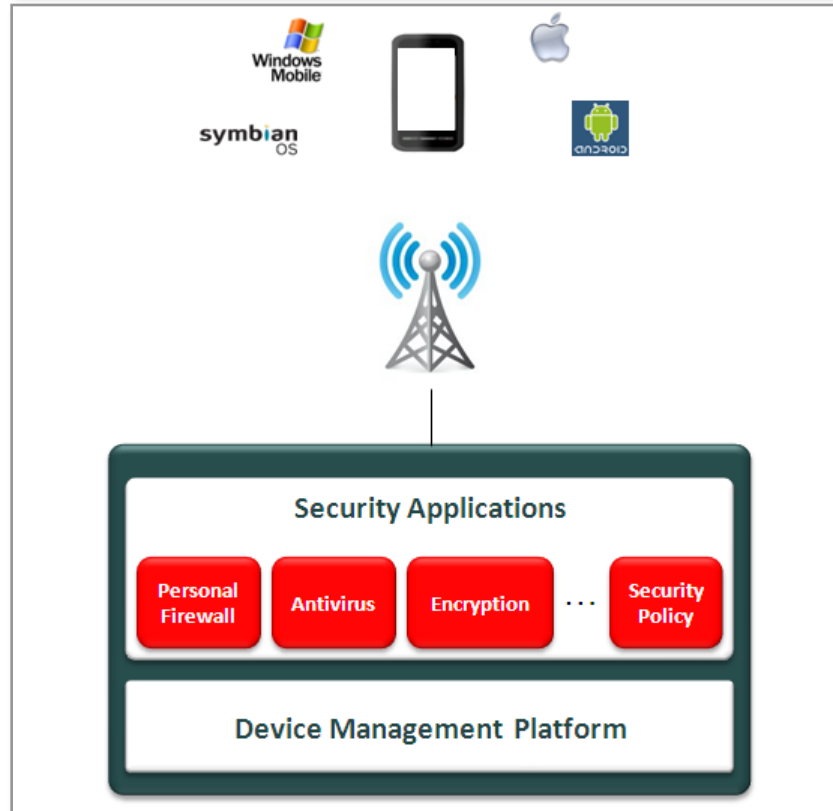 Windows
Mobile
symbian
OS
ANDROID
Security Applications
Personal
Firewall
Antivirus
Encryption
...
Security
Policy
Device Management Platform